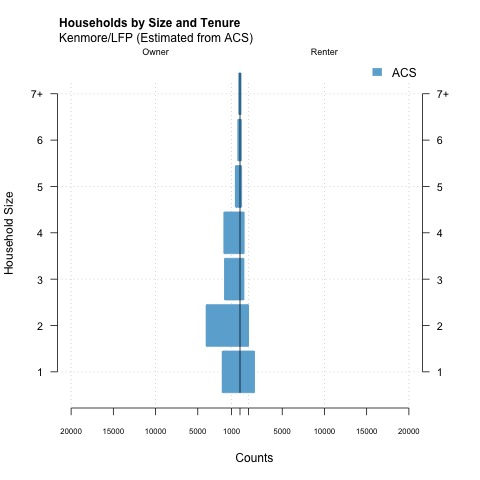 Households by Size and Tenure
Kenmore/LFP (Estimated from ACS)
Owner
Renter
ACS
7+
7+
6
6
5
5
4
4
3
3
2
2
1
1
Household Size
20000 15000 10000 5000 1000 5000 10000 15000 20000
Counts